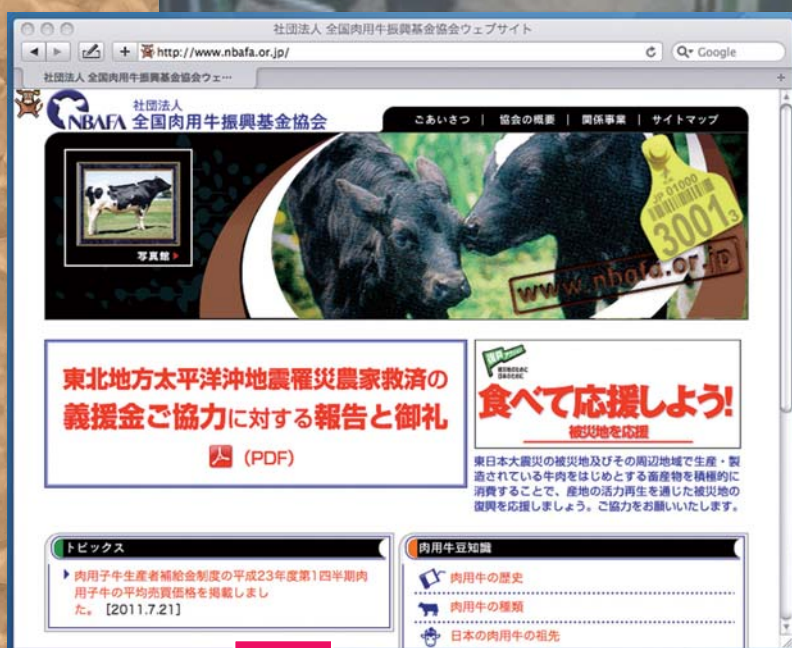 社団法人 全国肉用牛振興基金協会ウェブサイト
http://www.nbafa.or.jp/
Google
社団法人 全国肉用牛振興基金協会ウェ…
NBAFA 社団法人
全国肉用牛振興基金協会
ごあいさつ | 協会の概要 | 関係事業 | サイトマップ
写真館
JP 01000
3001 3
www.nbafa.or.jp
東北地方太平洋沖地震罹災農家救済の
義援金ご協力に対する報告と御礼
(PDF)
食べて応援しよう!
被災地を応援
東日本大震災の被災地及びその周辺地域で生産・製
造されている牛肉をはじめとする畜産物を積極的に
消費することで、産地の活力再生を通じた被災地の
復興を応援しましょう。ご協力をお願いいたします。
トピックス
肉用子牛生産者補給金制度の平成23年度第1四半期肉
用子牛の平均売買価格を掲載しまし
た。 [2011.7.21]
肉用牛豆知識
肉用牛の歴史
肉用牛の種類
日本の肉用牛の祖先